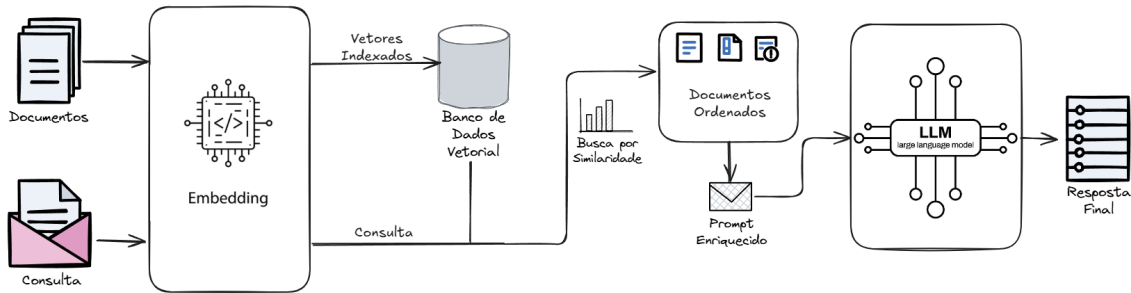 Documentos
Consulta
</>
Embedding
Vetores
Indexados
Banco de
Dados
Vetorial
Consulta
Busca por
Similaridade
Documentos
Ordenados
Prompt
Enriquecido
LLM
large language model
Resposta
Final